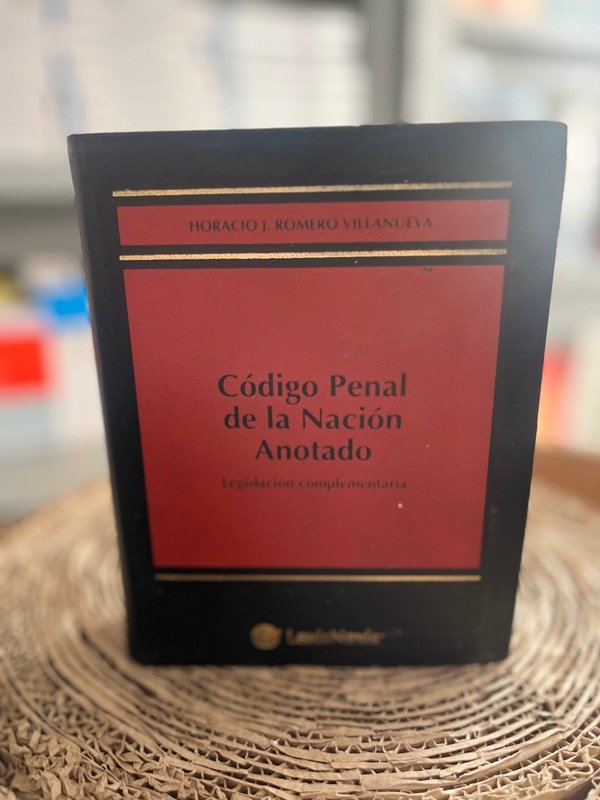 HORACIO J. ROMERO VILLANUEVA
Código Penal
de la Nación
Anotado
Legislación complementaria
LexisNexis